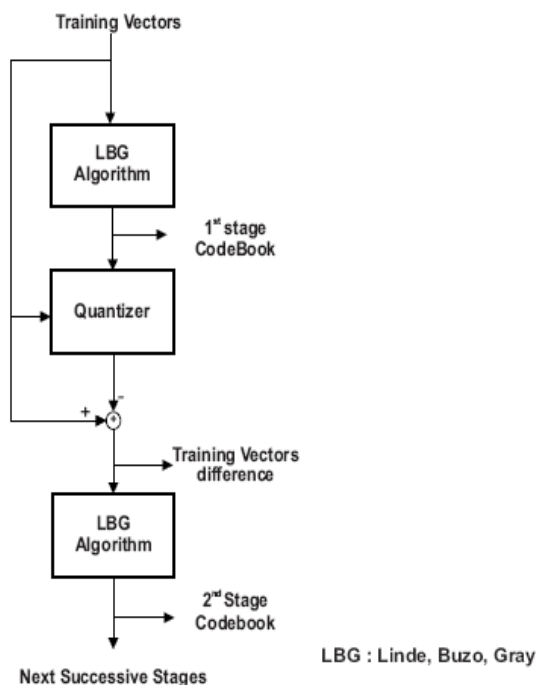 Training Vectors
LBG
Algorithm
1st stage
CodeBook
Quantizer
-
+
+
Training Vectors
difference
LBG
Algorithm
2nd Stage
Codebook
LBG : Linde, Buzo, Gray
Next Successive Stages